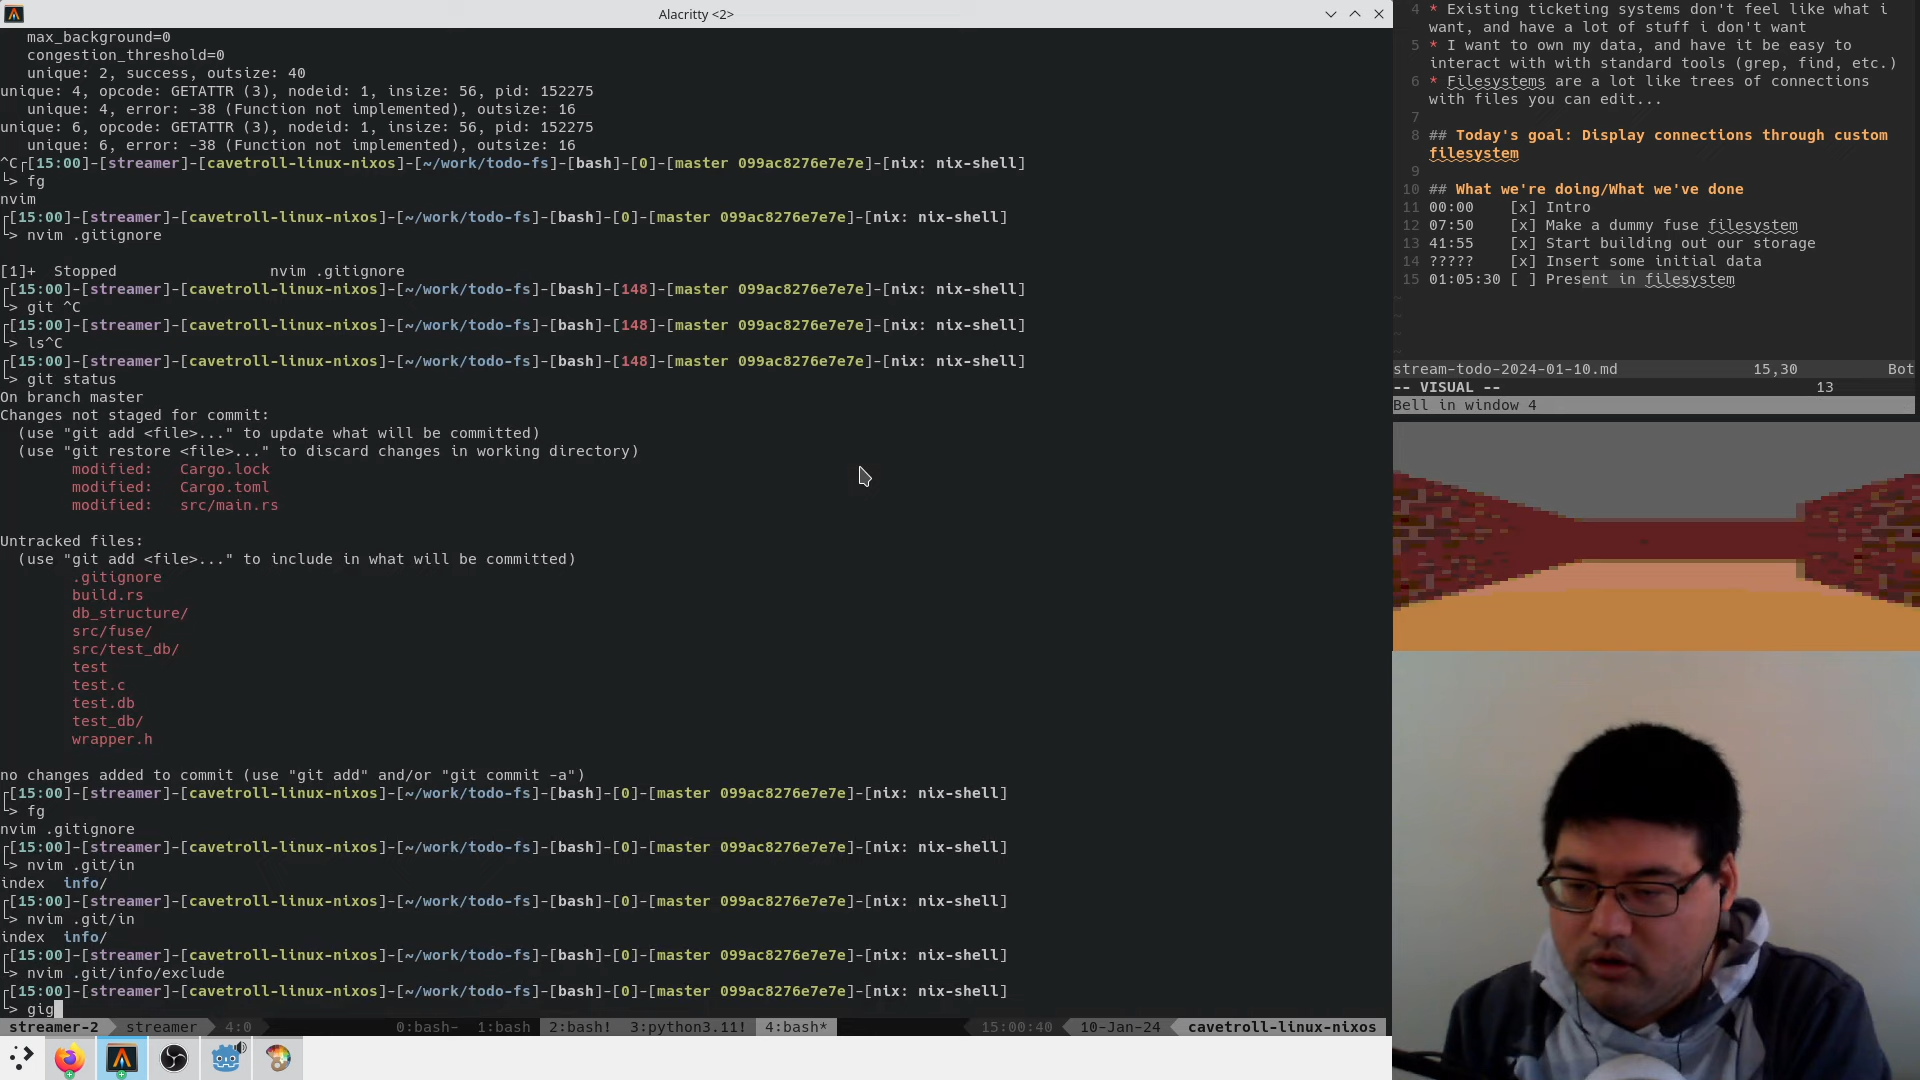 Alacritty <2>
max_background=0
congestion_threshold=0
unique: 2, success, outsize: 40
unique: 4, opcode: GETATTR (3), nodeid: 1, insize: 56, pid: 152275
unique: 4, error: -38 (Function not implemented), outsize: 16
unique: 6, opcode: GETATTR (3), nodeid: 1, insize: 56, pid: 152275
unique: 6, error: -38 (Function not implemented), outsize: 16
^C┌[15:00]-[streamer]-[cavetroll-linux-nixos]-[~/work/todo-fs]-[bash]-[0]-[master 099ac8276e7e7e]-[nix: nix-shell]
└> fg
nvim
┌[15:00]-[streamer]-[cavetroll-linux-nixos]-[~/work/todo-fs]-[bash]-[0]-[master 099ac8276e7e7e]-[nix: nix-shell]
└> nvim .gitignore
[1]+  Stopped                 nvim .gitignore
┌[15:00]-[streamer]-[cavetroll-linux-nixos]-[~/work/todo-fs]-[bash]-[148]-[master 099ac8276e7e7e]-[nix: nix-shell]
└> git ^C
┌[15:00]-[streamer]-[cavetroll-linux-nixos]-[~/work/todo-fs]-[bash]-[148]-[master 099ac8276e7e7e]-[nix: nix-shell]
└> ls^C
┌[15:00]-[streamer]-[cavetroll-linux-nixos]-[~/work/todo-fs]-[bash]-[148]-[master 099ac8276e7e7e]-[nix: nix-shell]
└> git status
On branch master
Changes not staged for commit:
(use "git add <file>..." to update what will be committed)
(use "git restore <file>..." to discard changes in working directory)
modified:   Cargo.lock
modified:   Cargo.toml
modified:   src/main.rs
Untracked files:
(use "git add <file>..." to include in what will be committed)
.gitignore
build.rs
db_structure/
src/fuse/
src/test_db/
test
test.c
test.db
test_db/
wrapper.h
no changes added to commit (use "git add" and/or "git commit -a")
┌[15:00]-[streamer]-[cavetroll-linux-nixos]-[~/work/todo-fs]-[bash]-[0]-[master 099ac8276e7e7e]-[nix: nix-shell]
└> fg
nvim .gitignore
┌[15:00]-[streamer]-[cavetroll-linux-nixos]-[~/work/todo-fs]-[bash]-[0]-[master 099ac8276e7e7e]-[nix: nix-shell]
└> nvim .git/in
index  info/
┌[15:00]-[streamer]-[cavetroll-linux-nixos]-[~/work/todo-fs]-[bash]-[0]-[master 099ac8276e7e7e]-[nix: nix-shell]
└> nvim .git/in
index  info/
┌[15:00]-[streamer]-[cavetroll-linux-nixos]-[~/work/todo-fs]-[bash]-[0]-[master 099ac8276e7e7e]-[nix: nix-shell]
└> nvim .git/info/exclude
┌[15:00]-[streamer]-[cavetroll-linux-nixos]-[~/work/todo-fs]-[bash]-[0]-[master 099ac8276e7e7e]-[nix: nix-shell]
└> gig
streamer-2  streamer  4:0  0:bash-  1:bash  2:bash!  3:python3.11!  4:bash*  15:00:40  10-Jan-24  cavetroll-linux-nixos
4 * Existing ticketing systems don't feel like what i
want, and have a lot of stuff i don't want
5 * I want to own my data, and have it be easy to
interact with with standard tools (grep, find, etc.)
6 * Filesystems are a lot like trees of connections
with files you can edit...
7
8 ## Today's goal: Display connections through custom
filesystem
9
10 ## What we're doing/What we've done
11 00:00    [x] Intro
12 07:50    [x] Make a dummy fuse filesystem
13 41:55    [x] Start building out our storage
14 ?????    [x] Insert some initial data
15 01:05:30 [ ] Present in filesystem
~
~
~
~
stream-todo-2024-01-10.md  15,30  Bot
-- VISUAL --  13
Bell in window 4